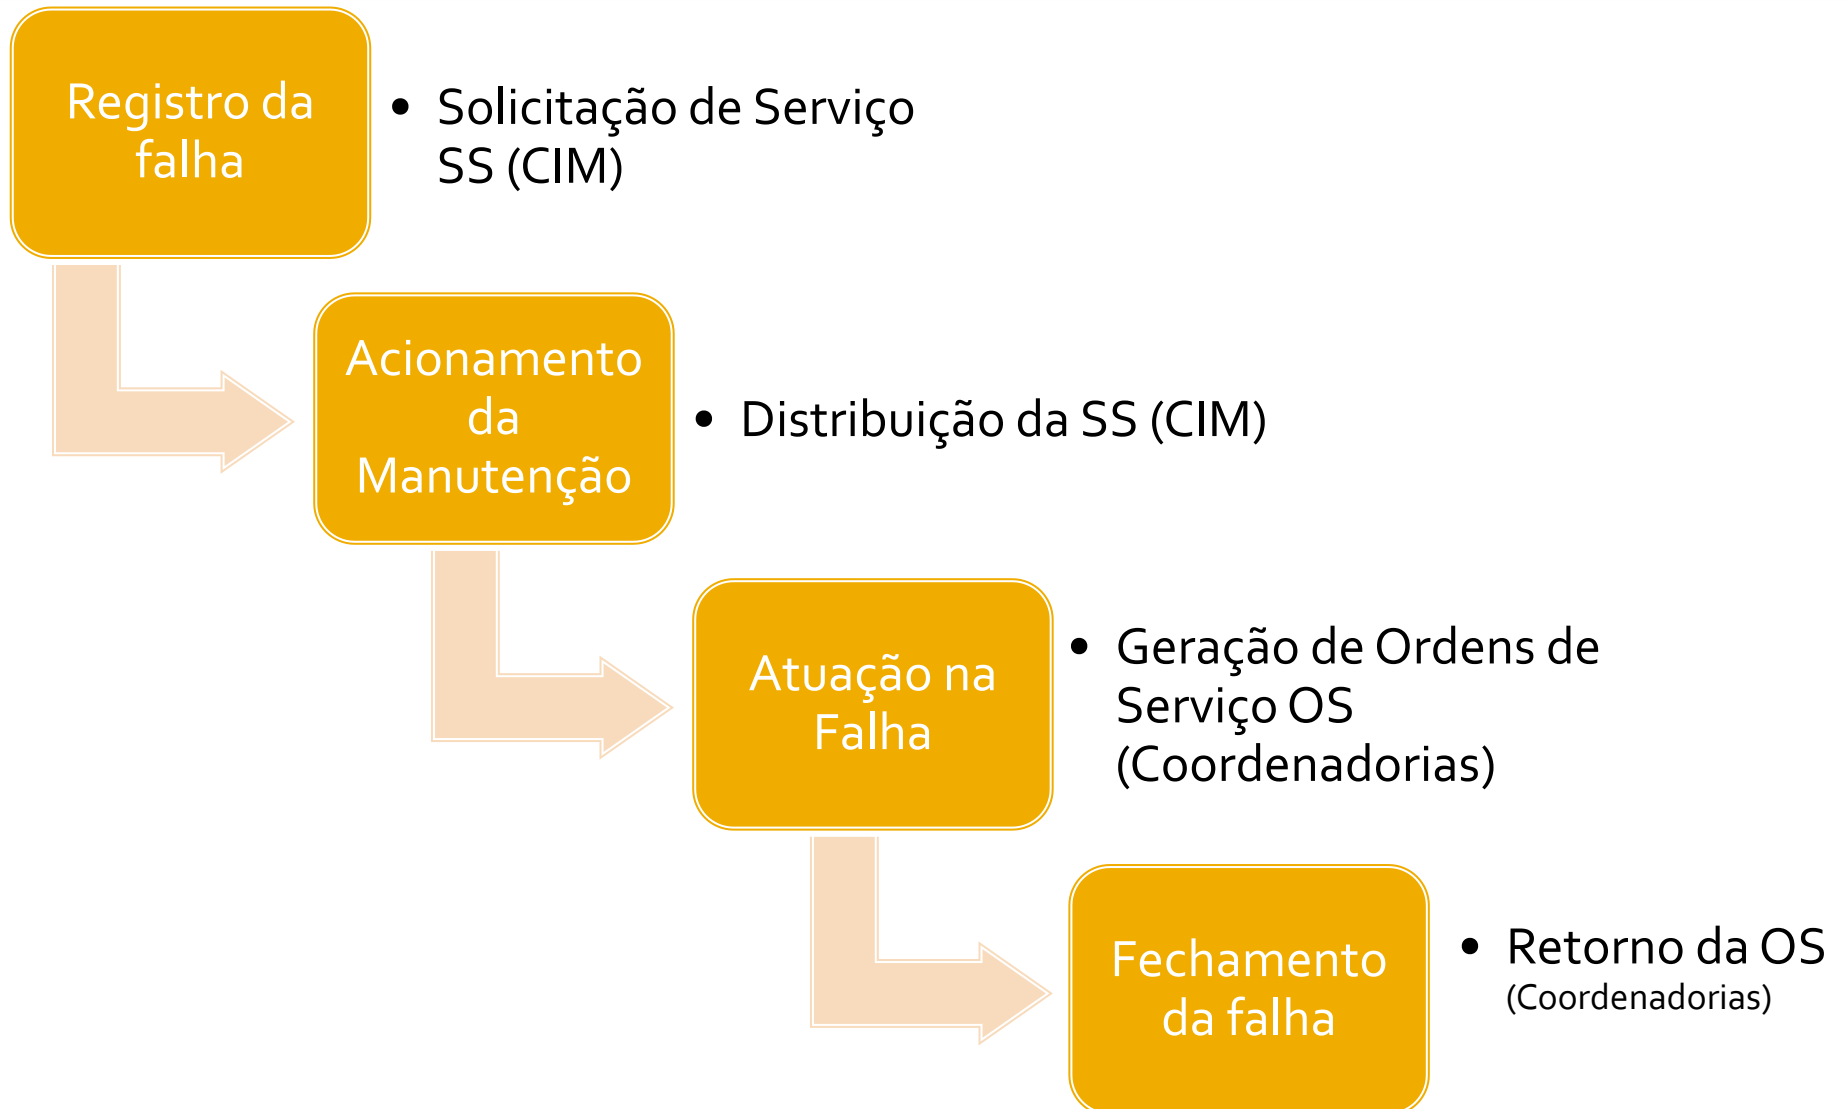 Registro da
falha
• Solicitação de Serviço
SS (CIM)
Acionamento
da
Manutenção
• Distribuição da SS (CIM)
Atuação na
Falha
• Geração de Ordens de
Serviço OS
(Coordenadorias)
Fechamento
da falha
• Retorno da OS
(Coordenadorias)